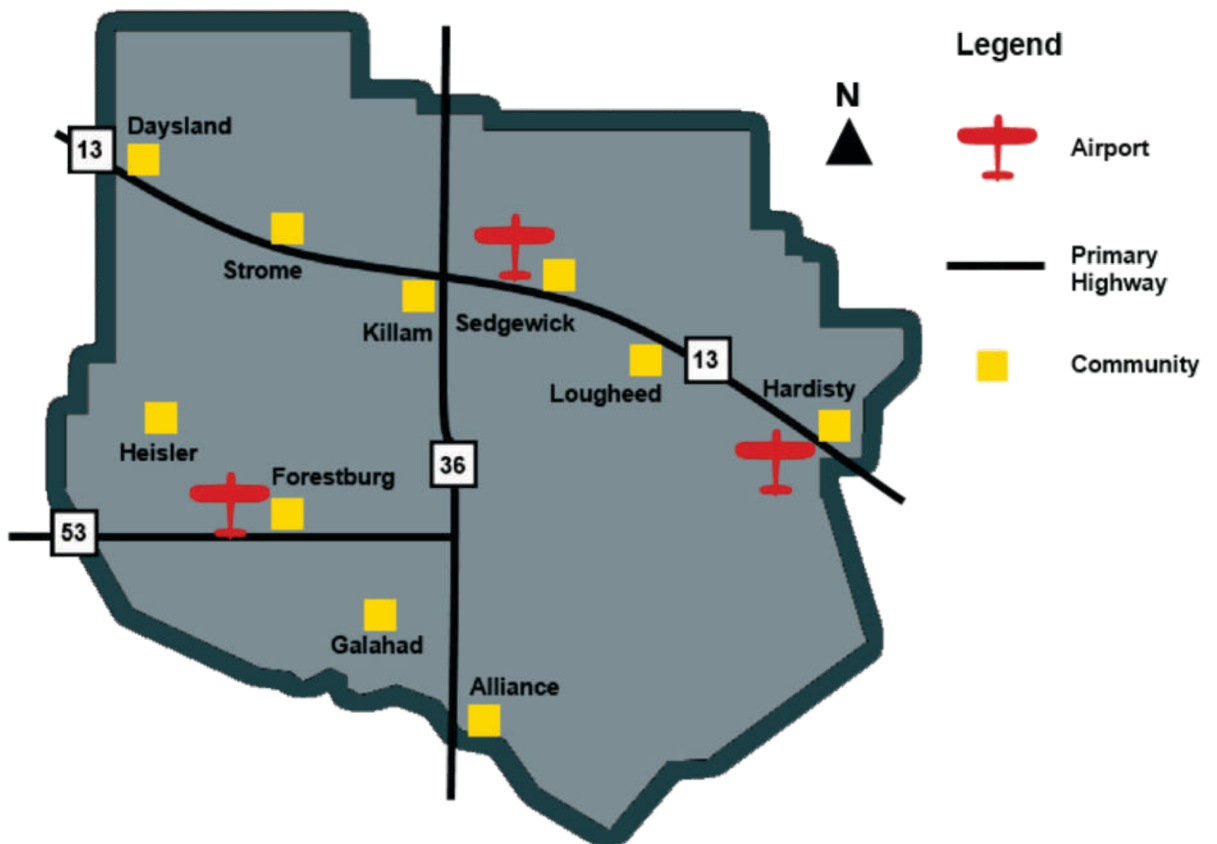 Legend
N
Airport
Primary
Highway
Community
Daysland
13
Strome
Killam
Sedgewick
Lougheed
13
Hardisty
Heisler
Forestburg
36
53
Galahad
Alliance